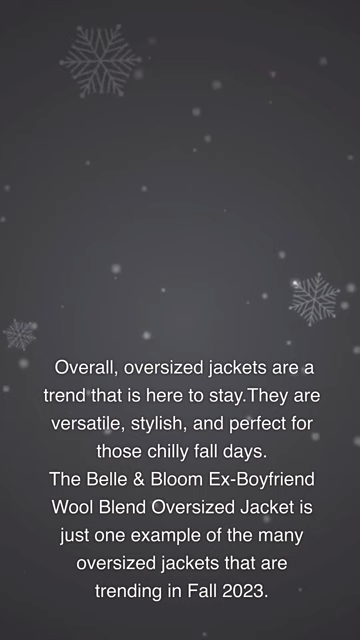 Overall, oversized jackets are a
trend that is here to stay.They are
versatile, stylish, and perfect for
those chilly fall days.
The Belle & Bloom Ex-Boyfriend
Wool Blend Oversized Jacket is
just one example of the many
oversized jackets that are
trending in Fall 2023.